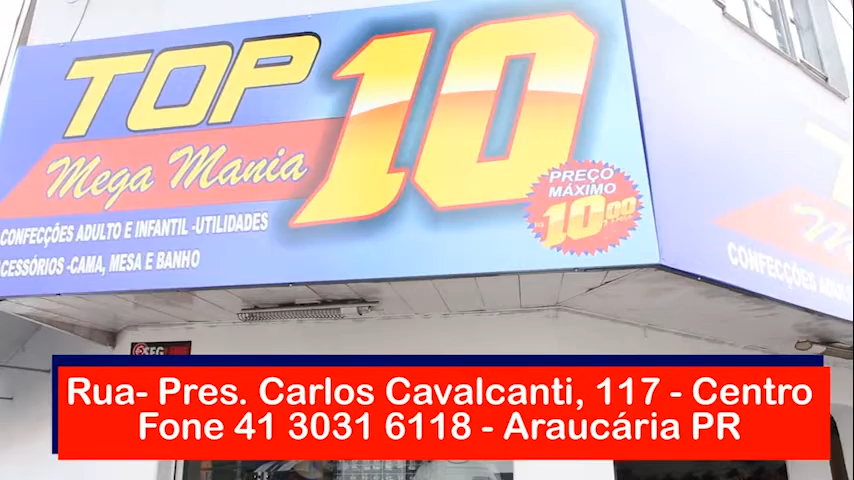 TOP 10
Mega Mania
CONFECÇÕES ADULTO E INFANTIL -UTILIDADES
CESSÓRIOS -CAMA, MESA E BANHO
PREÇO
MÁXIMO
10,00
CONFECÇÕES ADUL
Rua- Pres. Carlos Cavalcanti, 117 - Centro
Fone 41 3031 6118 - Araucária PR